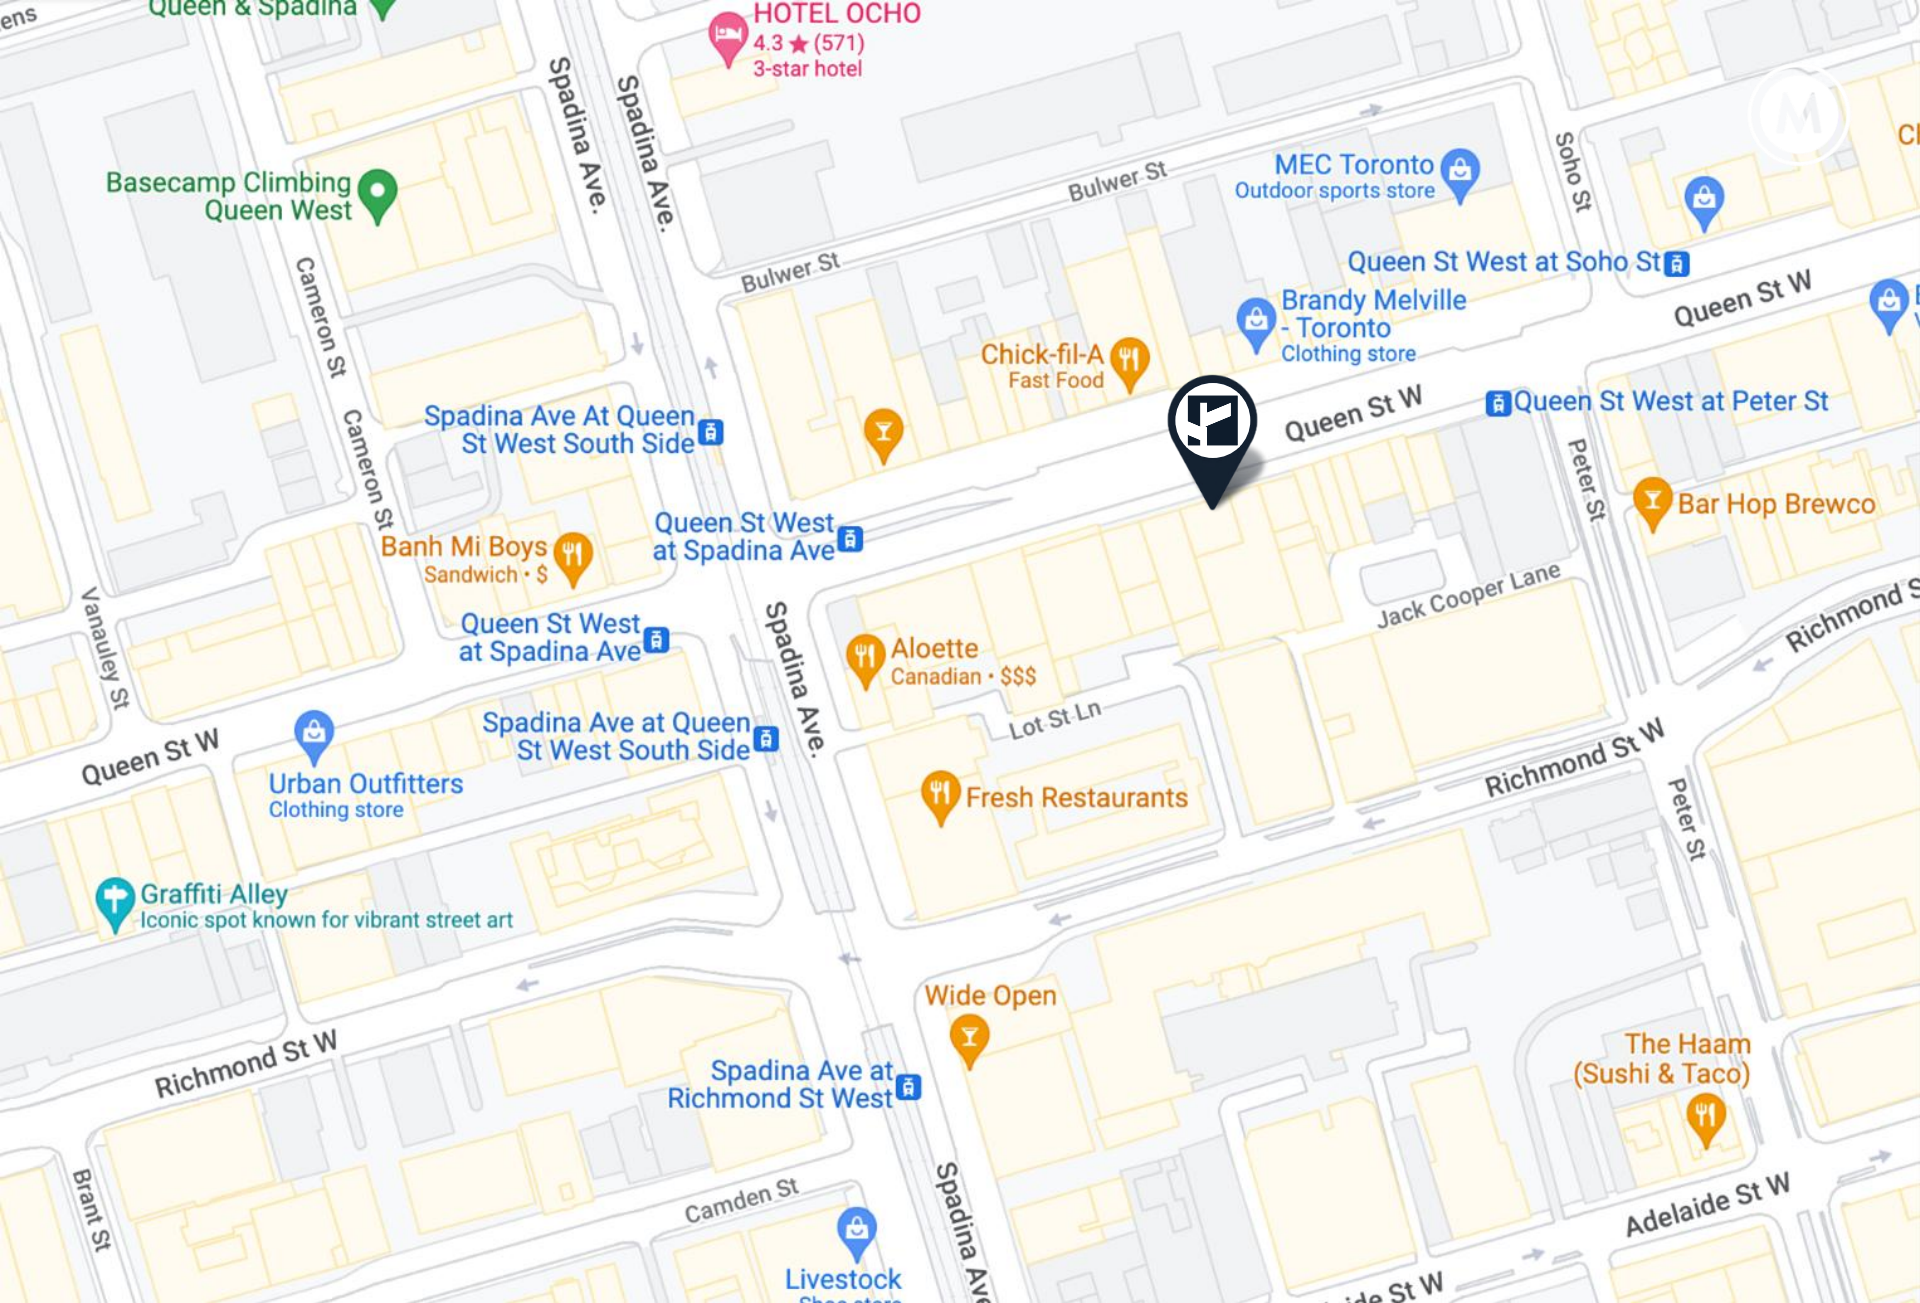 ens
Queen & Spadina
HOTEL OCHO
4.3 ★ (571)
3-star hotel
Spadina Ave.
Spadina Ave.
Basecamp Climbing
Queen West
Cameron St
Bulwer St
Bulwer St
MEC Toronto
Outdoor sports store
Soho St
M
Queen St West at Soho St
Queen St W
Brandy Melville
- Toronto
Clothing store
Chick-fil-A
Fast Food
Spadina Ave At Queen
St West South Side
Cameron St
Queen St W
Queen St West at Peter St
Peter St
Bar Hop Brewco
Queen St West
at Spadina Ave
Banh Mi Boys
Sandwich • $
Jack Cooper Lane
Richmond S
Vanauley St
Queen St West
at Spadina Ave
Spadina Ave.
Aloette
Canadian • $$$
Lot St Ln
Queen St W
Spadina Ave at Queen
St West South Side
Urban Outfitters
Clothing store
Fresh Restaurants
Richmond St W
Peter St
Graffiti Alley
Iconic spot known for vibrant street art
Wide Open
Richmond St W
Spadina Ave at
Richmond St West
The Haam
(Sushi & Taco)
Brant St
Camden St
Spadina Ave
Adelaide St W
Livestock
Shoe store
ide St W